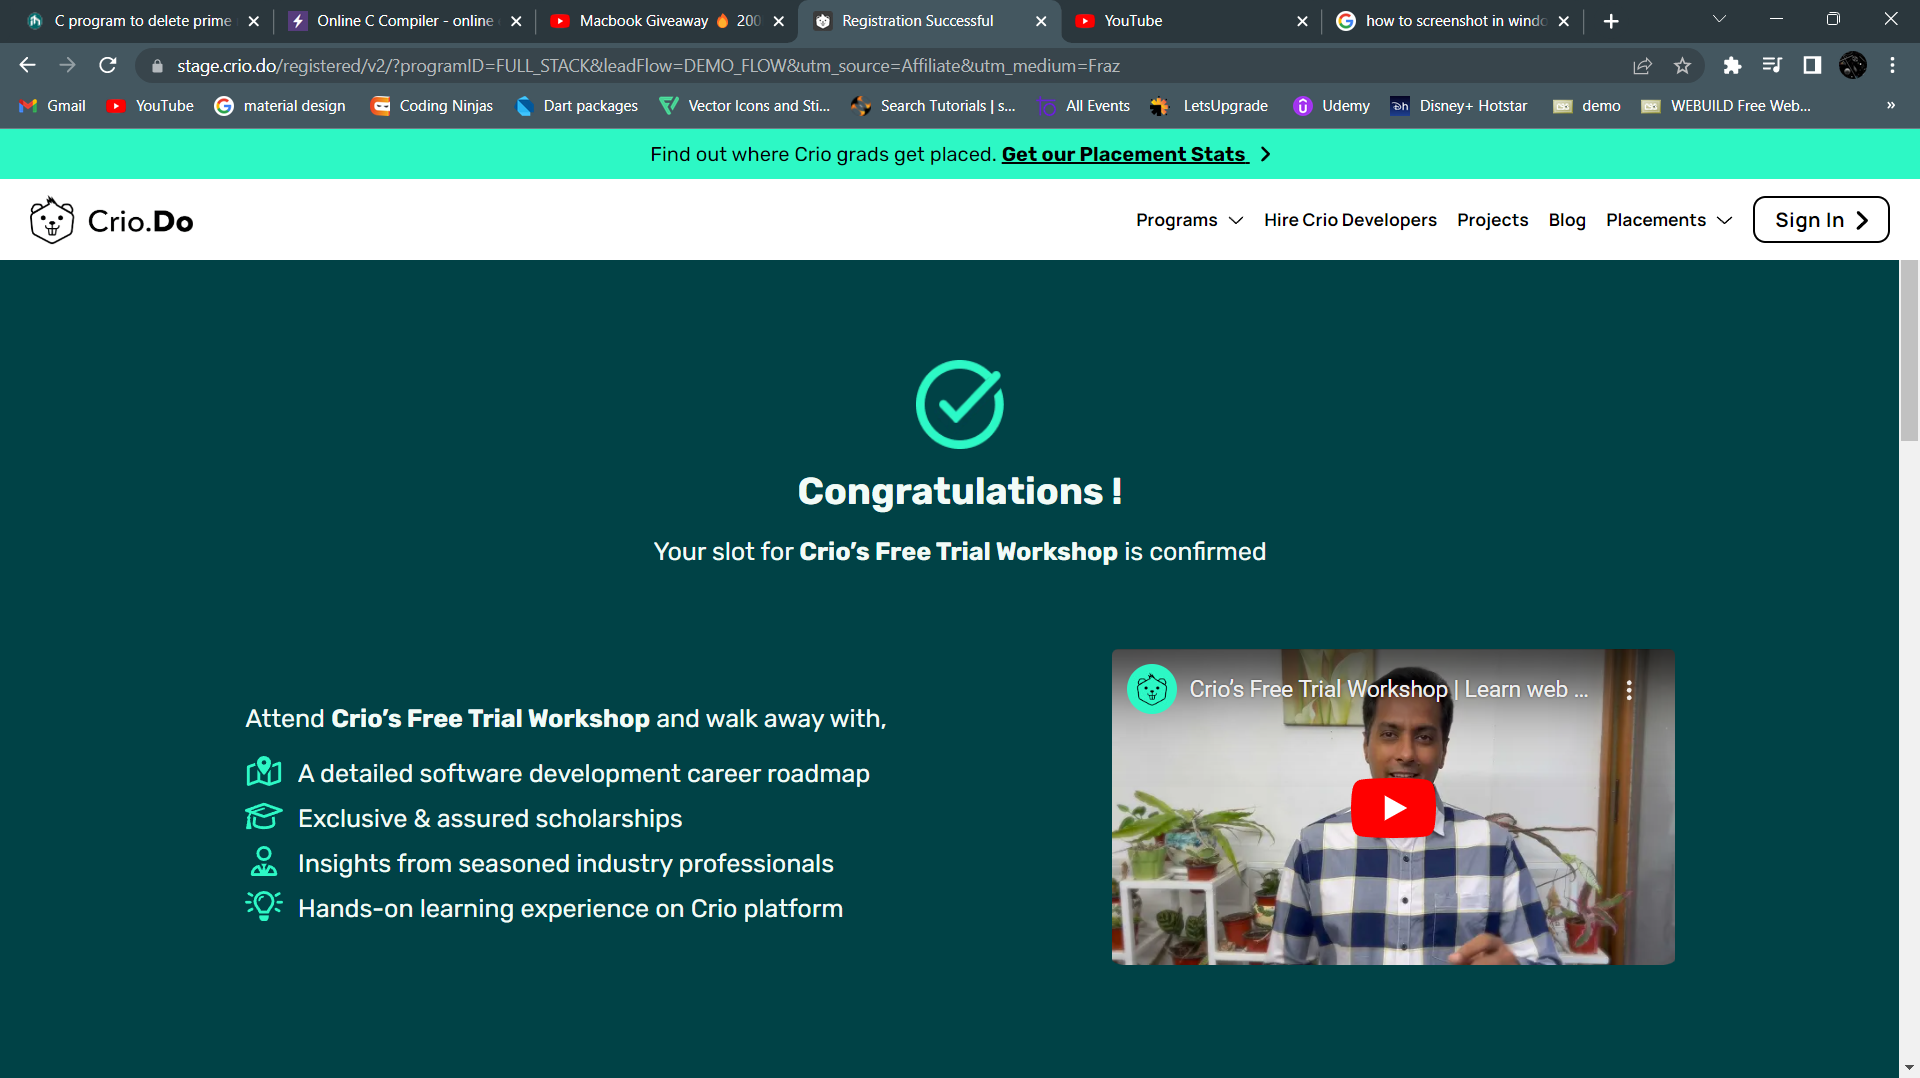 C program to delete prime
Online C Compiler - online
Macbook Giveaway 🔥 200
Registration Successful
YouTube
how to screenshot in windo
stage.crio.do/registered/v2/?programID=FULL_STACK&leadFlow=DEMO_FLOW&utm_source=Affiliate&utm_medium=Fraz
Gmail YouTube material design Coding Ninjas Dart packages Vector Icons and Sti... Search Tutorials | s... All Events LetsUpgrade Udemy Disney+ Hotstar demo WEBUILD Free Web... »
Find out where Crio grads get placed. Get our Placement Stats
Crio.Do
Programs Hire Crio Developers Projects Blog Placements Sign In
Congratulations !
Your slot for Crio’s Free Trial Workshop is confirmed
Attend Crio’s Free Trial Workshop and walk away with,
A detailed software development career roadmap
Exclusive & assured scholarships
Insights from seasoned industry professionals
Hands-on learning experience on Crio platform
Crio’s Free Trial Workshop | Learn web ...